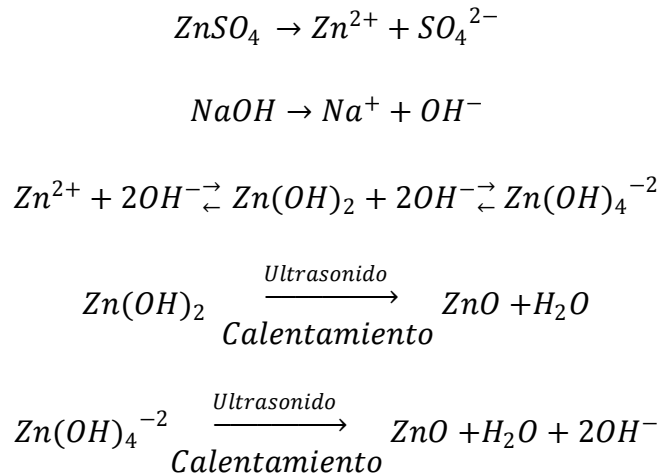 ZnSO₄ → Zn²⁺ + SO₄²⁻
NaOH → Na⁺ + OH⁻
Zn²⁺ + 2OH⁻ ⇄ Zn(OH)₂ + 2OH⁻ ⇄ Zn(OH)₄⁻²
Ultrasonido
Zn(OH)₂ → ZnO +H₂O
Calentamiento
Ultrasonido
Zn(OH)₄⁻² → ZnO +H₂O + 2OH⁻
Calentamiento